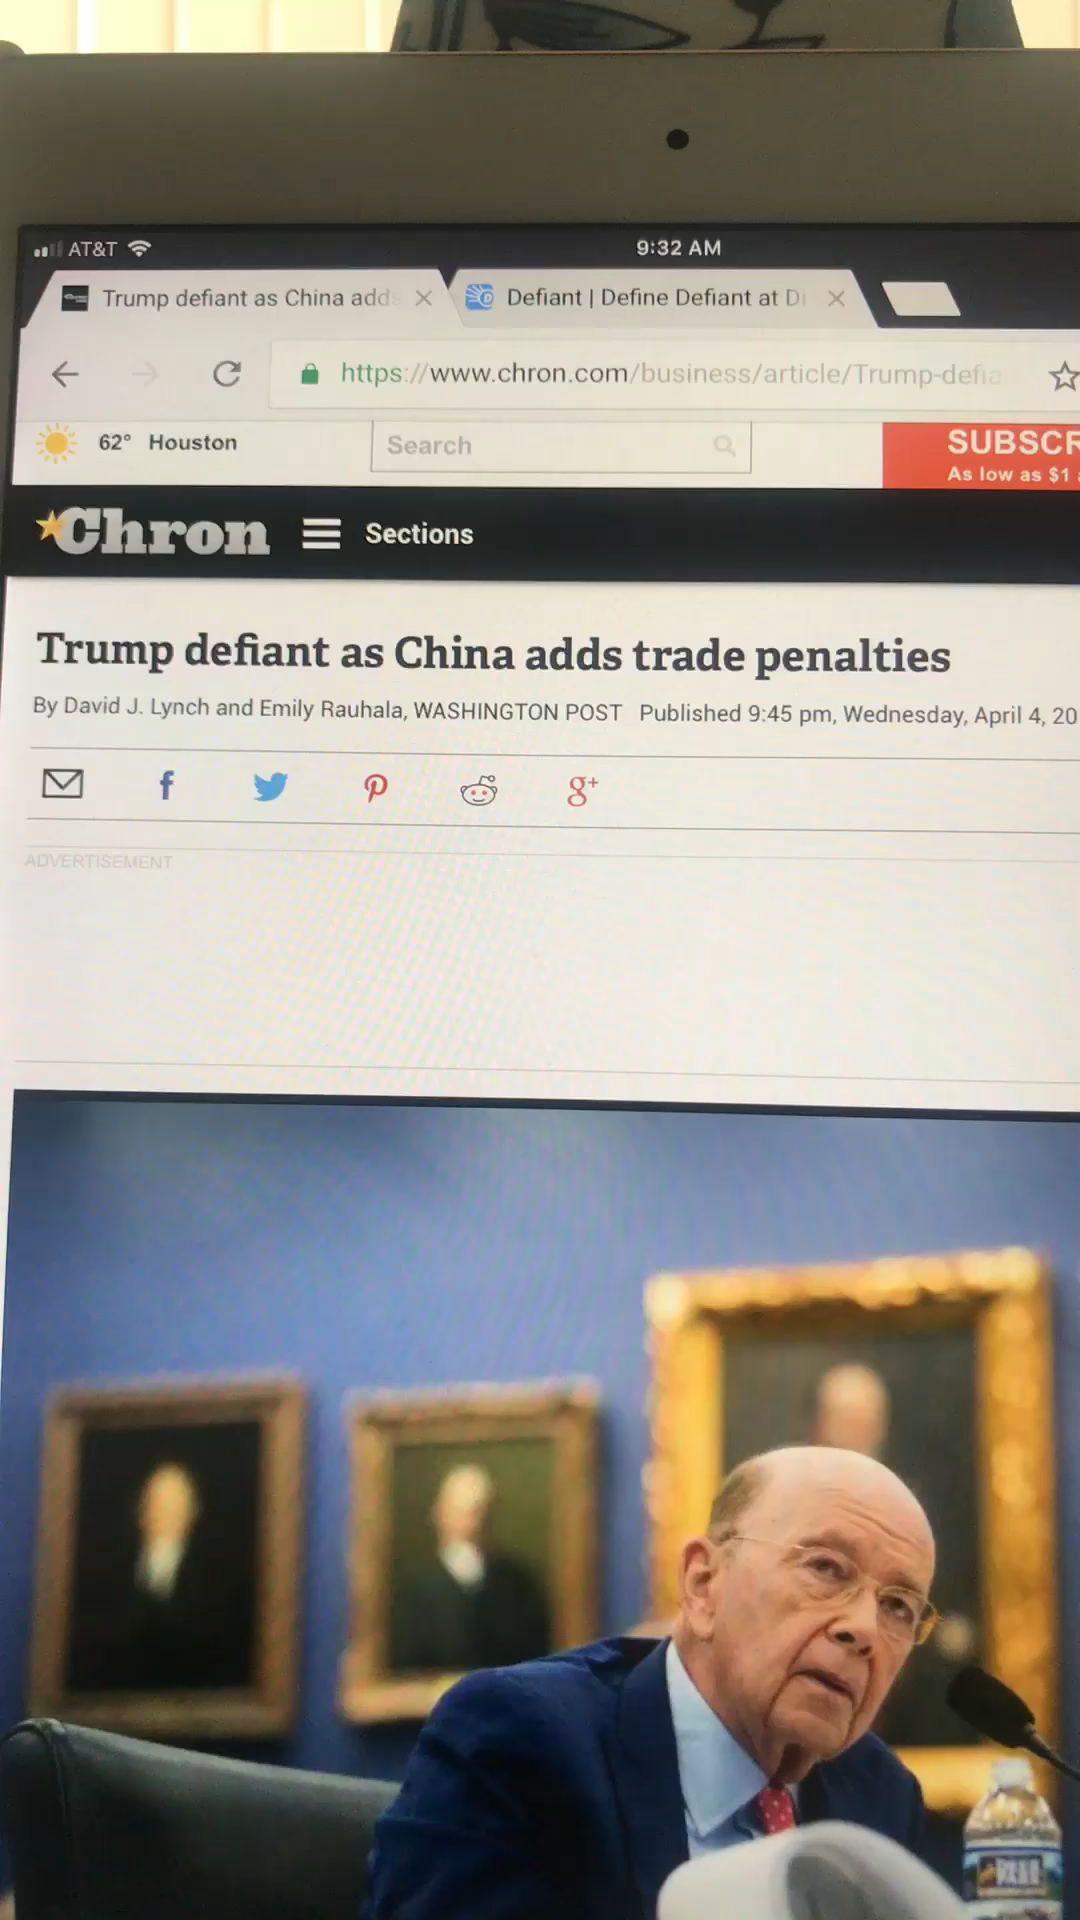 AT&T 9:32 AM
Trump defiant as China adds Defiant | Define Defiant at Di
https://www.chron.com/business/article/Trump-defia
62° Houston Search SUBSCR
As low as $1
Chron Sections
Trump defiant as China adds trade penalties
By David J. Lynch and Emily Rauhala, WASHINGTON POST Published 9:45 pm, Wednesday, April 4, 20
f g+
ADVERTISEMENT